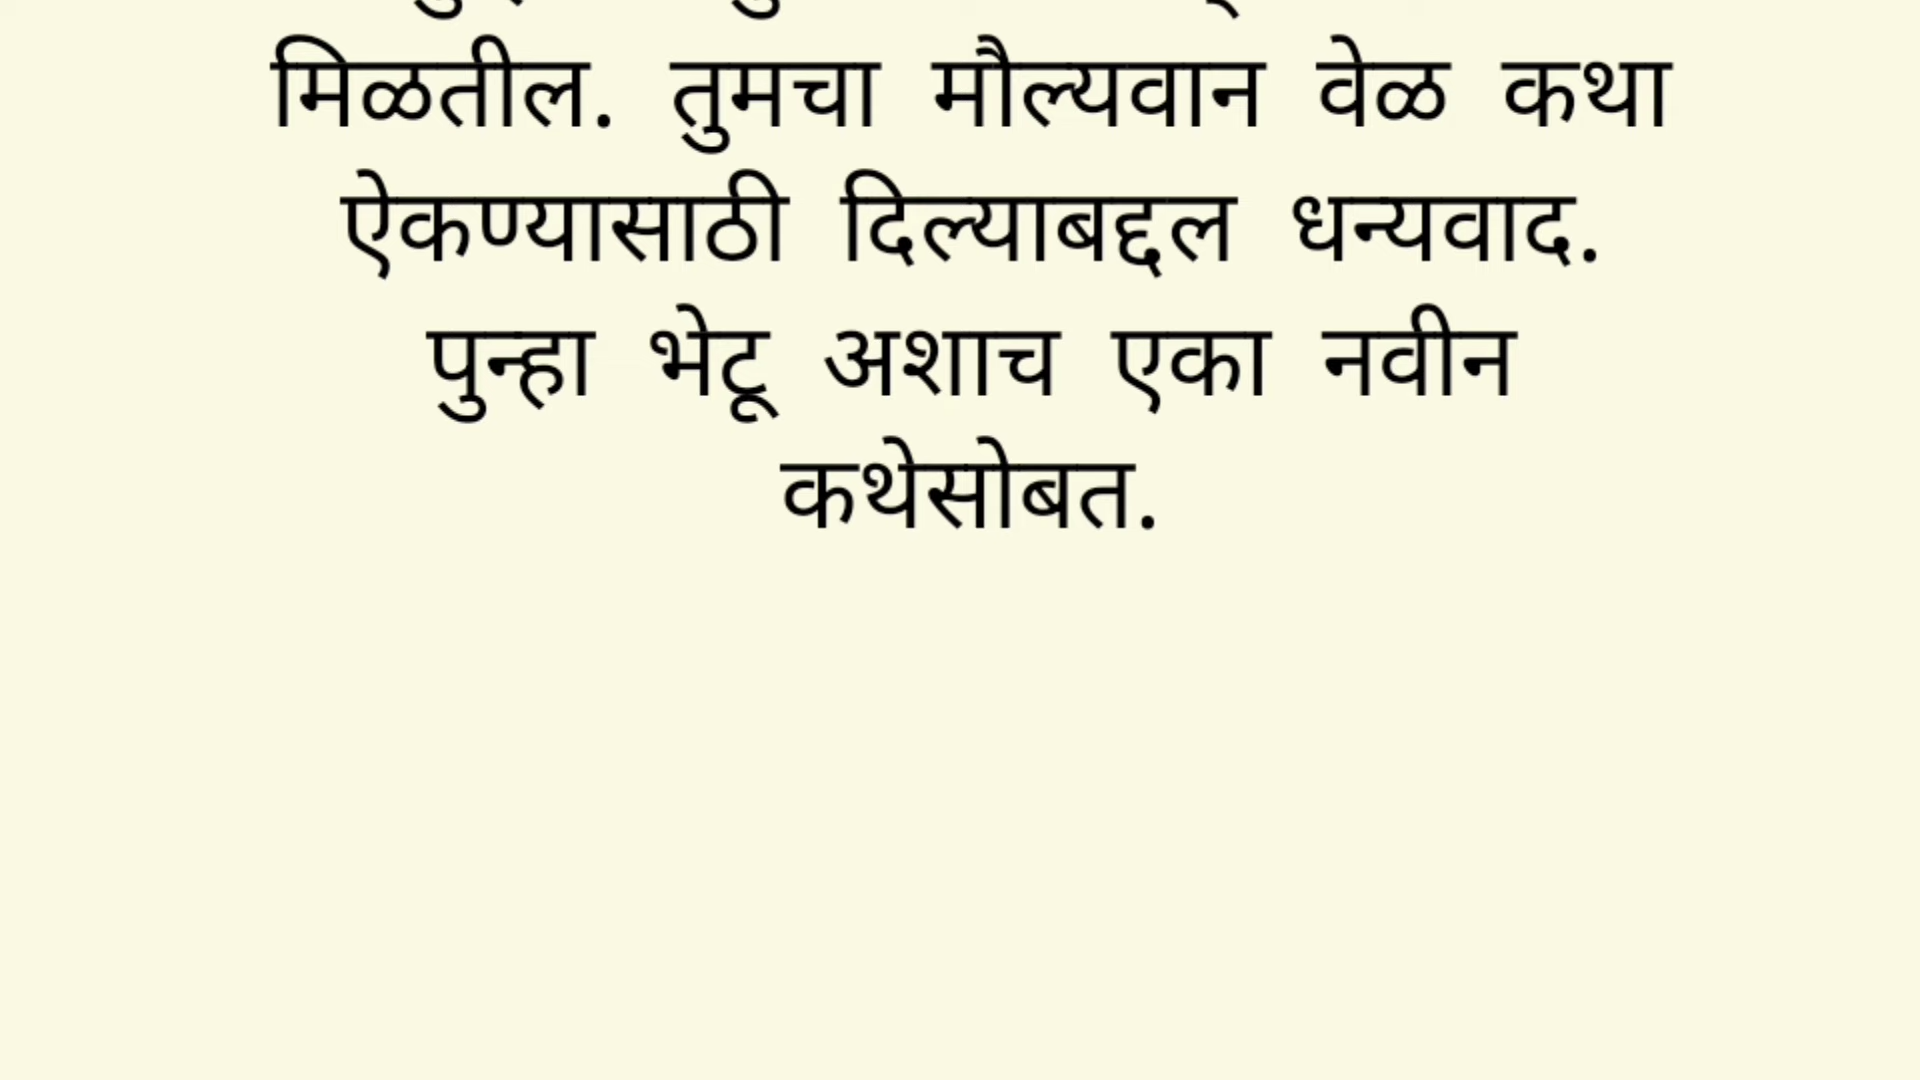 मिळतील. तुमचा मौल्यवान वेळ कथा
ऐकण्यासाठी दिल्याबद्दल धन्यवाद.
पुन्हा भेटू अशाच एका नवीन
कथेसोबत.